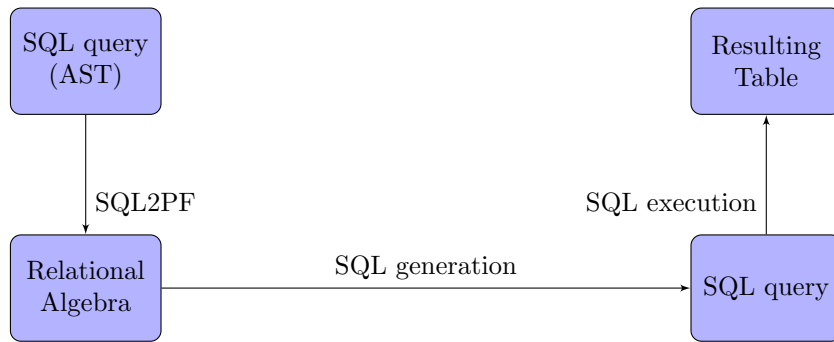 SQL query
(AST)
Resulting
Table
SQL2PF
SQL execution
Relational
Algebra
SQL generation
SQL query